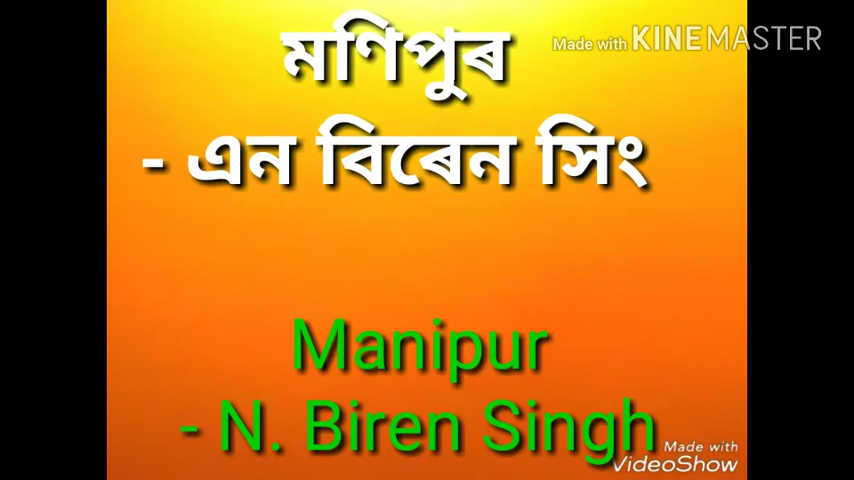 মণিপুৰ
Made with KINEMASTER
- এন বিৰেন সিং
Manipur
- N. Biren Singh
Made with
VideoShow